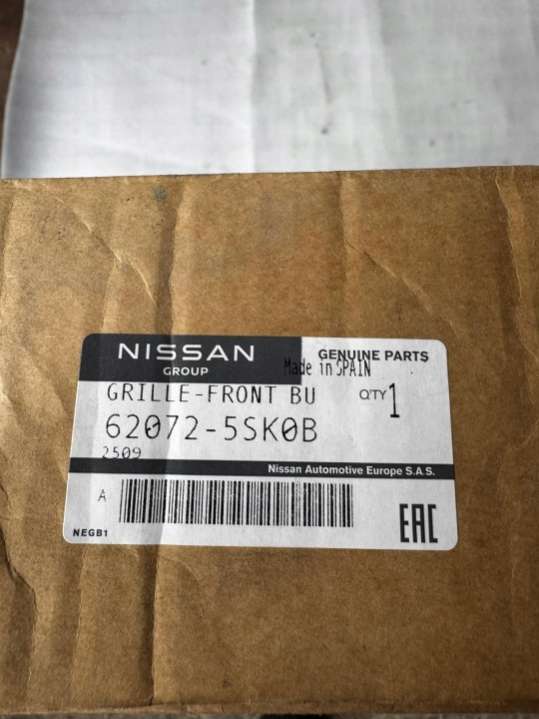 NISSAN
GROUP
GENUINE PARTS
Made in SPAIN
GRILLE-FRONT BU
QTY 1
62072-5SK0B
2509
Nissan Automotive Europe S.A.S.
A
NEGB1
EAC